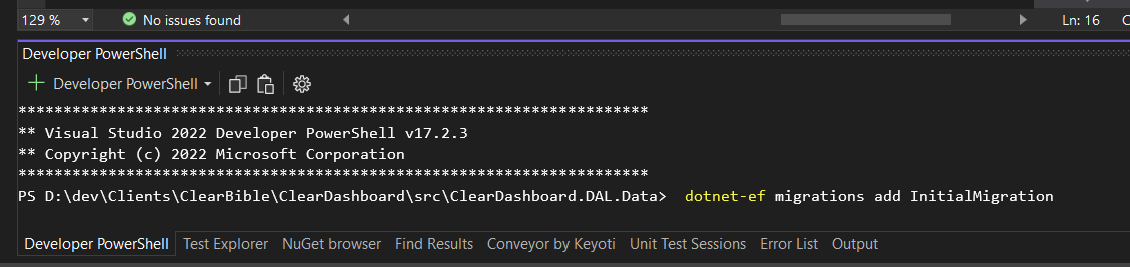 129 % No issues found Ln: 16 C
Developer PowerShell
Developer PowerShell
***********************************************************************
** Visual Studio 2022 Developer PowerShell v17.2.3
** Copyright (c) 2022 Microsoft Corporation
***********************************************************************
PS D:\dev\Clients\ClearBible\ClearDashboard\src\ClearDashboard.DAL.Data>  dotnet-ef migrations add InitialMigration
Developer PowerShell Test Explorer NuGet browser Find Results Conveyor by Keyoti Unit Test Sessions Error List Output